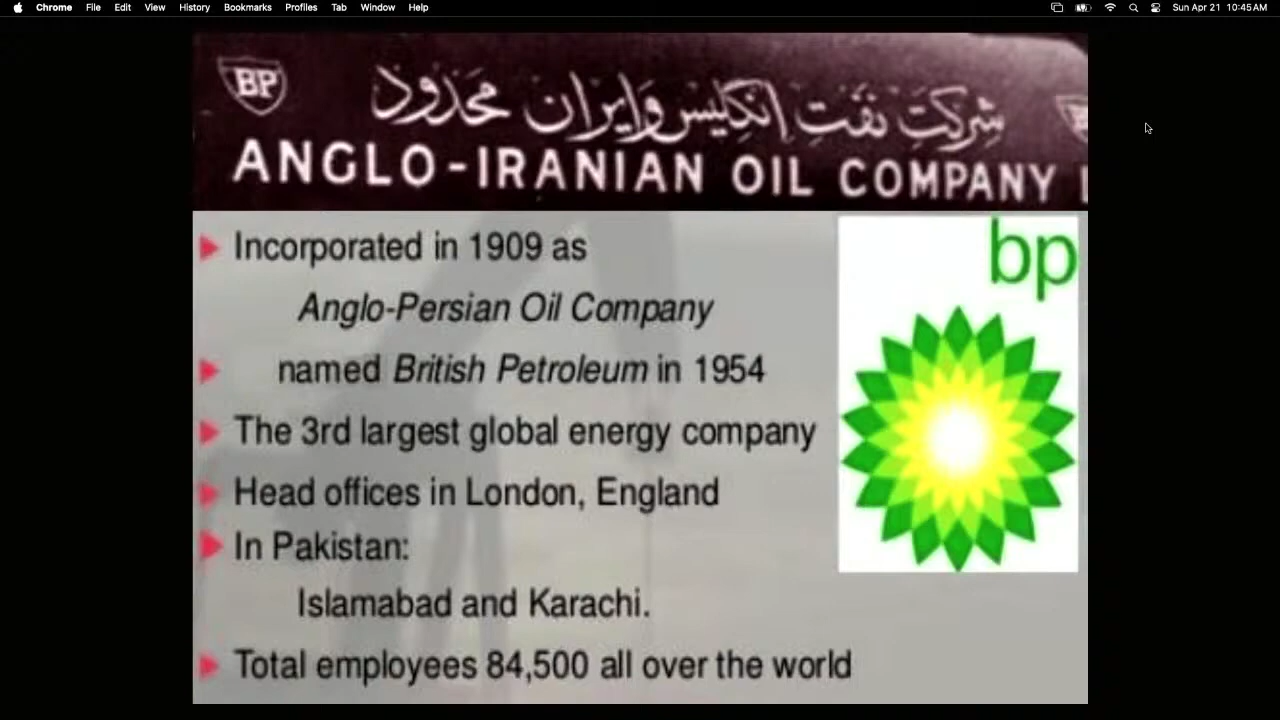 Chrome File Edit View History Bookmarks Profiles Tab Window Help Sun Apr 21 10:45 AM
BP شرکت نفت انگلیس و ایران محدود
ANGLO-IRANIAN OIL COMPANY
bp
Incorporated in 1909 as
Anglo-Persian Oil Company
named British Petroleum in 1954
The 3rd largest global energy company
Head offices in London, England
In Pakistan:
Islamabad and Karachi.
Total employees 84,500 all over the world